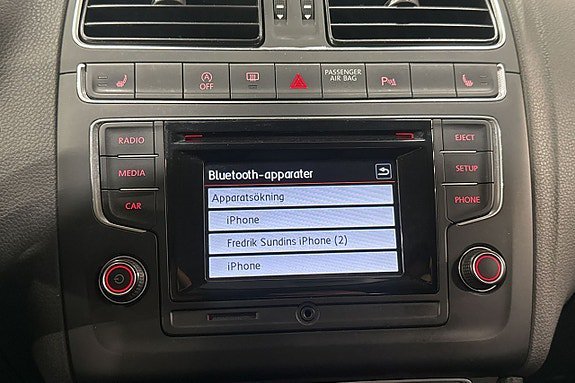 A
OFF
PASSENGER
AIR BAG
P
RADIO
MEDIA
CAR
Bluetooth-apparater
Apparatsökning
iPhone
Fredrik Sundins iPhone (2)
iPhone
EJECT
SETUP
PHONE